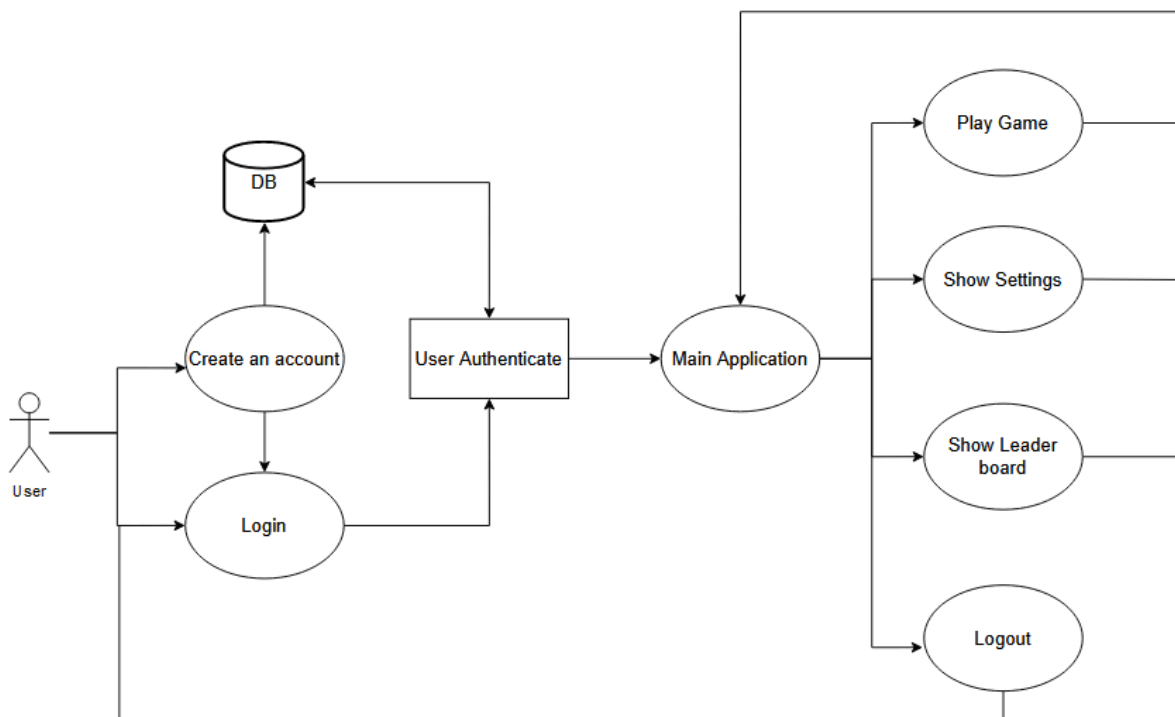 Play Game
DB
Show Settings
Create an account
User Authenticate
Main Application
Show Leader
board
User
Login
Logout